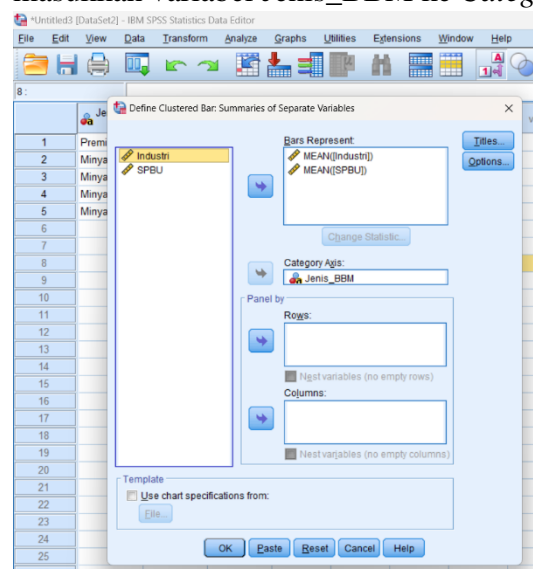 masukkan variabel Jenis_BBM ke Categ
*Untitled3 [DataSet2] - IBM SPSS Statistics Data Editor
File Edit View Data Transform Analyze Graphs Utilities Extensions Window Help
8 :
Define Clustered Bar: Summaries of Separate Variables
Je
1 Premi
2 Minya
3 Minya
4 Minya
5 Minya
6
7
8
9
10
11
12
13
14
15
16
17
18
19
20
21
22
23
24
25
Industri
SPBU
Bars Represent:
MEAN([Industri])
MEAN([SPBU])
Change Statistic...
Titles...
Options...
Category Axis:
Jenis_BBM
Panel by
Rows:
Nest variables (no empty rows)
Columns:
Nest variables (no empty columns)
Template
Use chart specifications from:
File...
OK Paste Reset Cancel Help